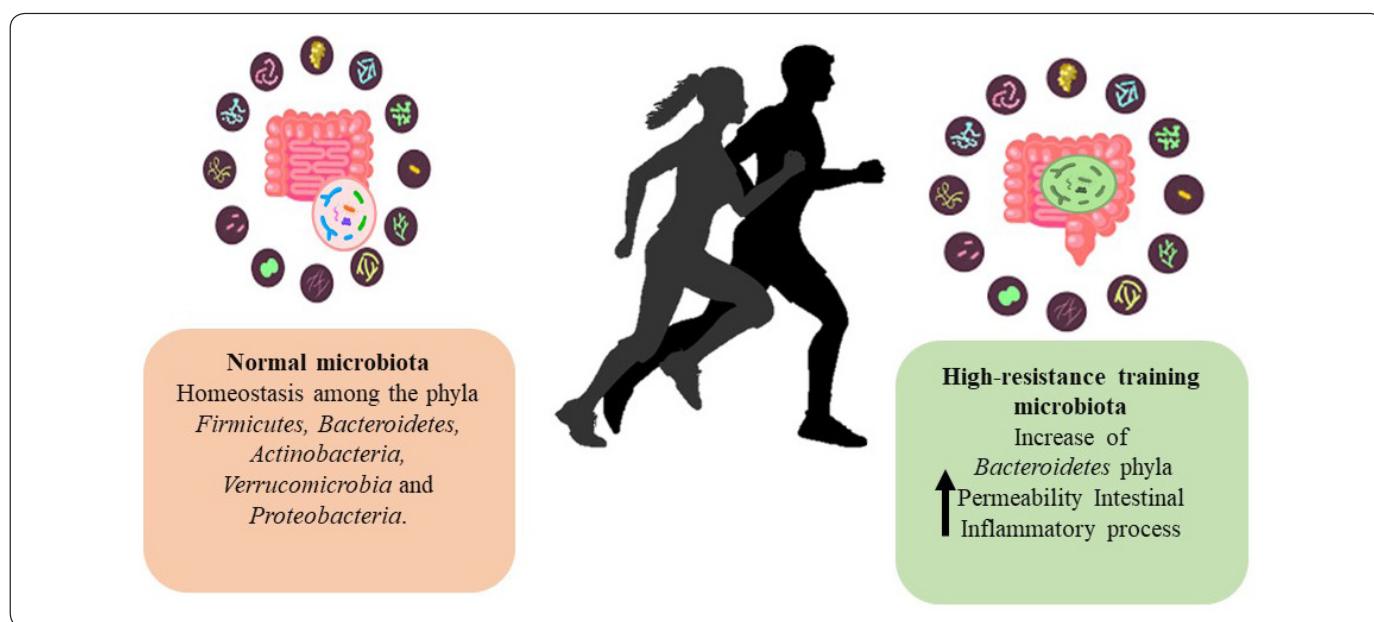 Normal microbiota
Homeostasis among the phyla
Firmicutes, Bacteroidetes,
Actinobacteria,
Verrucomicrobia and
Proteobacteria.
High-resistance training
microbiota
Increase of
Bacteroidetes phyla
Permeability Intestinal
Inflammatory process